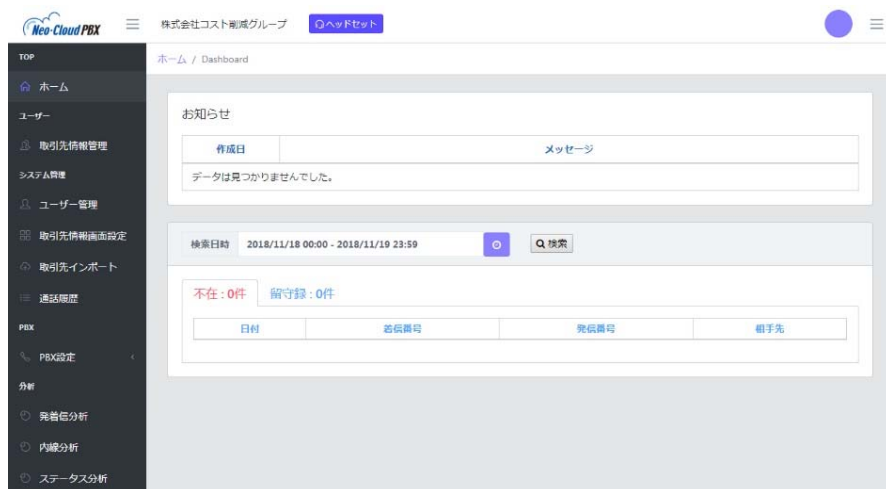 Neo-Cloud PBX
株式会社コスト削減グループ
ヘッドセット
TOP
ホーム / Dashboard
ホーム
ユーザー
取引先情報管理
システム管理
ユーザー管理
取引先情報画面設定
取引先インポート
通話履歴
PBX
PBX設定
分析
発着信分析
内線分析
ステータス分析
お知らせ
作成日 メッセージ
データは見つかりませんでした。
検索日時 2018/11/18 00:00 - 2018/11/19 23:59 検索
不在 : 0件 留守録 : 0件
日付 着信番号 発信番号 相手先